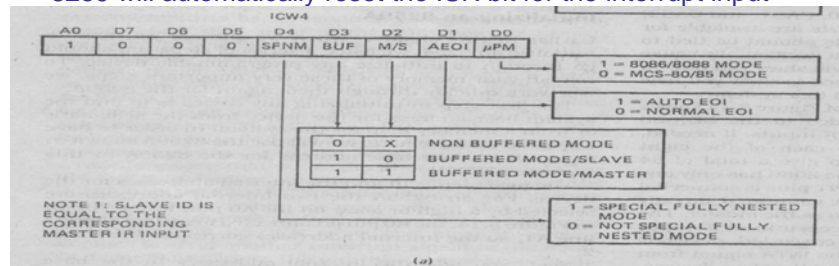 8259 will automatically reset the ISR bit for the interrupt input
ICW4
A0 D7 D6 D5 D4 D3 D2 D1 D0
1 0 0 0 SFNM BUF M/S AEOI μPM
1 = 8086/8088 MODE
0 = MCS-80/85 MODE
1 = AUTO EOI
0 = NORMAL EOI
0 X NON BUFFERED MODE
1 0 BUFFERED MODE/SLAVE
1 1 BUFFERED MODE/MASTER
NOTE 1: SLAVE ID IS
EQUAL TO THE
CORRESPONDING
MASTER IR INPUT
1 = SPECIAL FULLY NESTED
MODE
0 = NOT SPECIAL FULLY
NESTED MODE
(a)